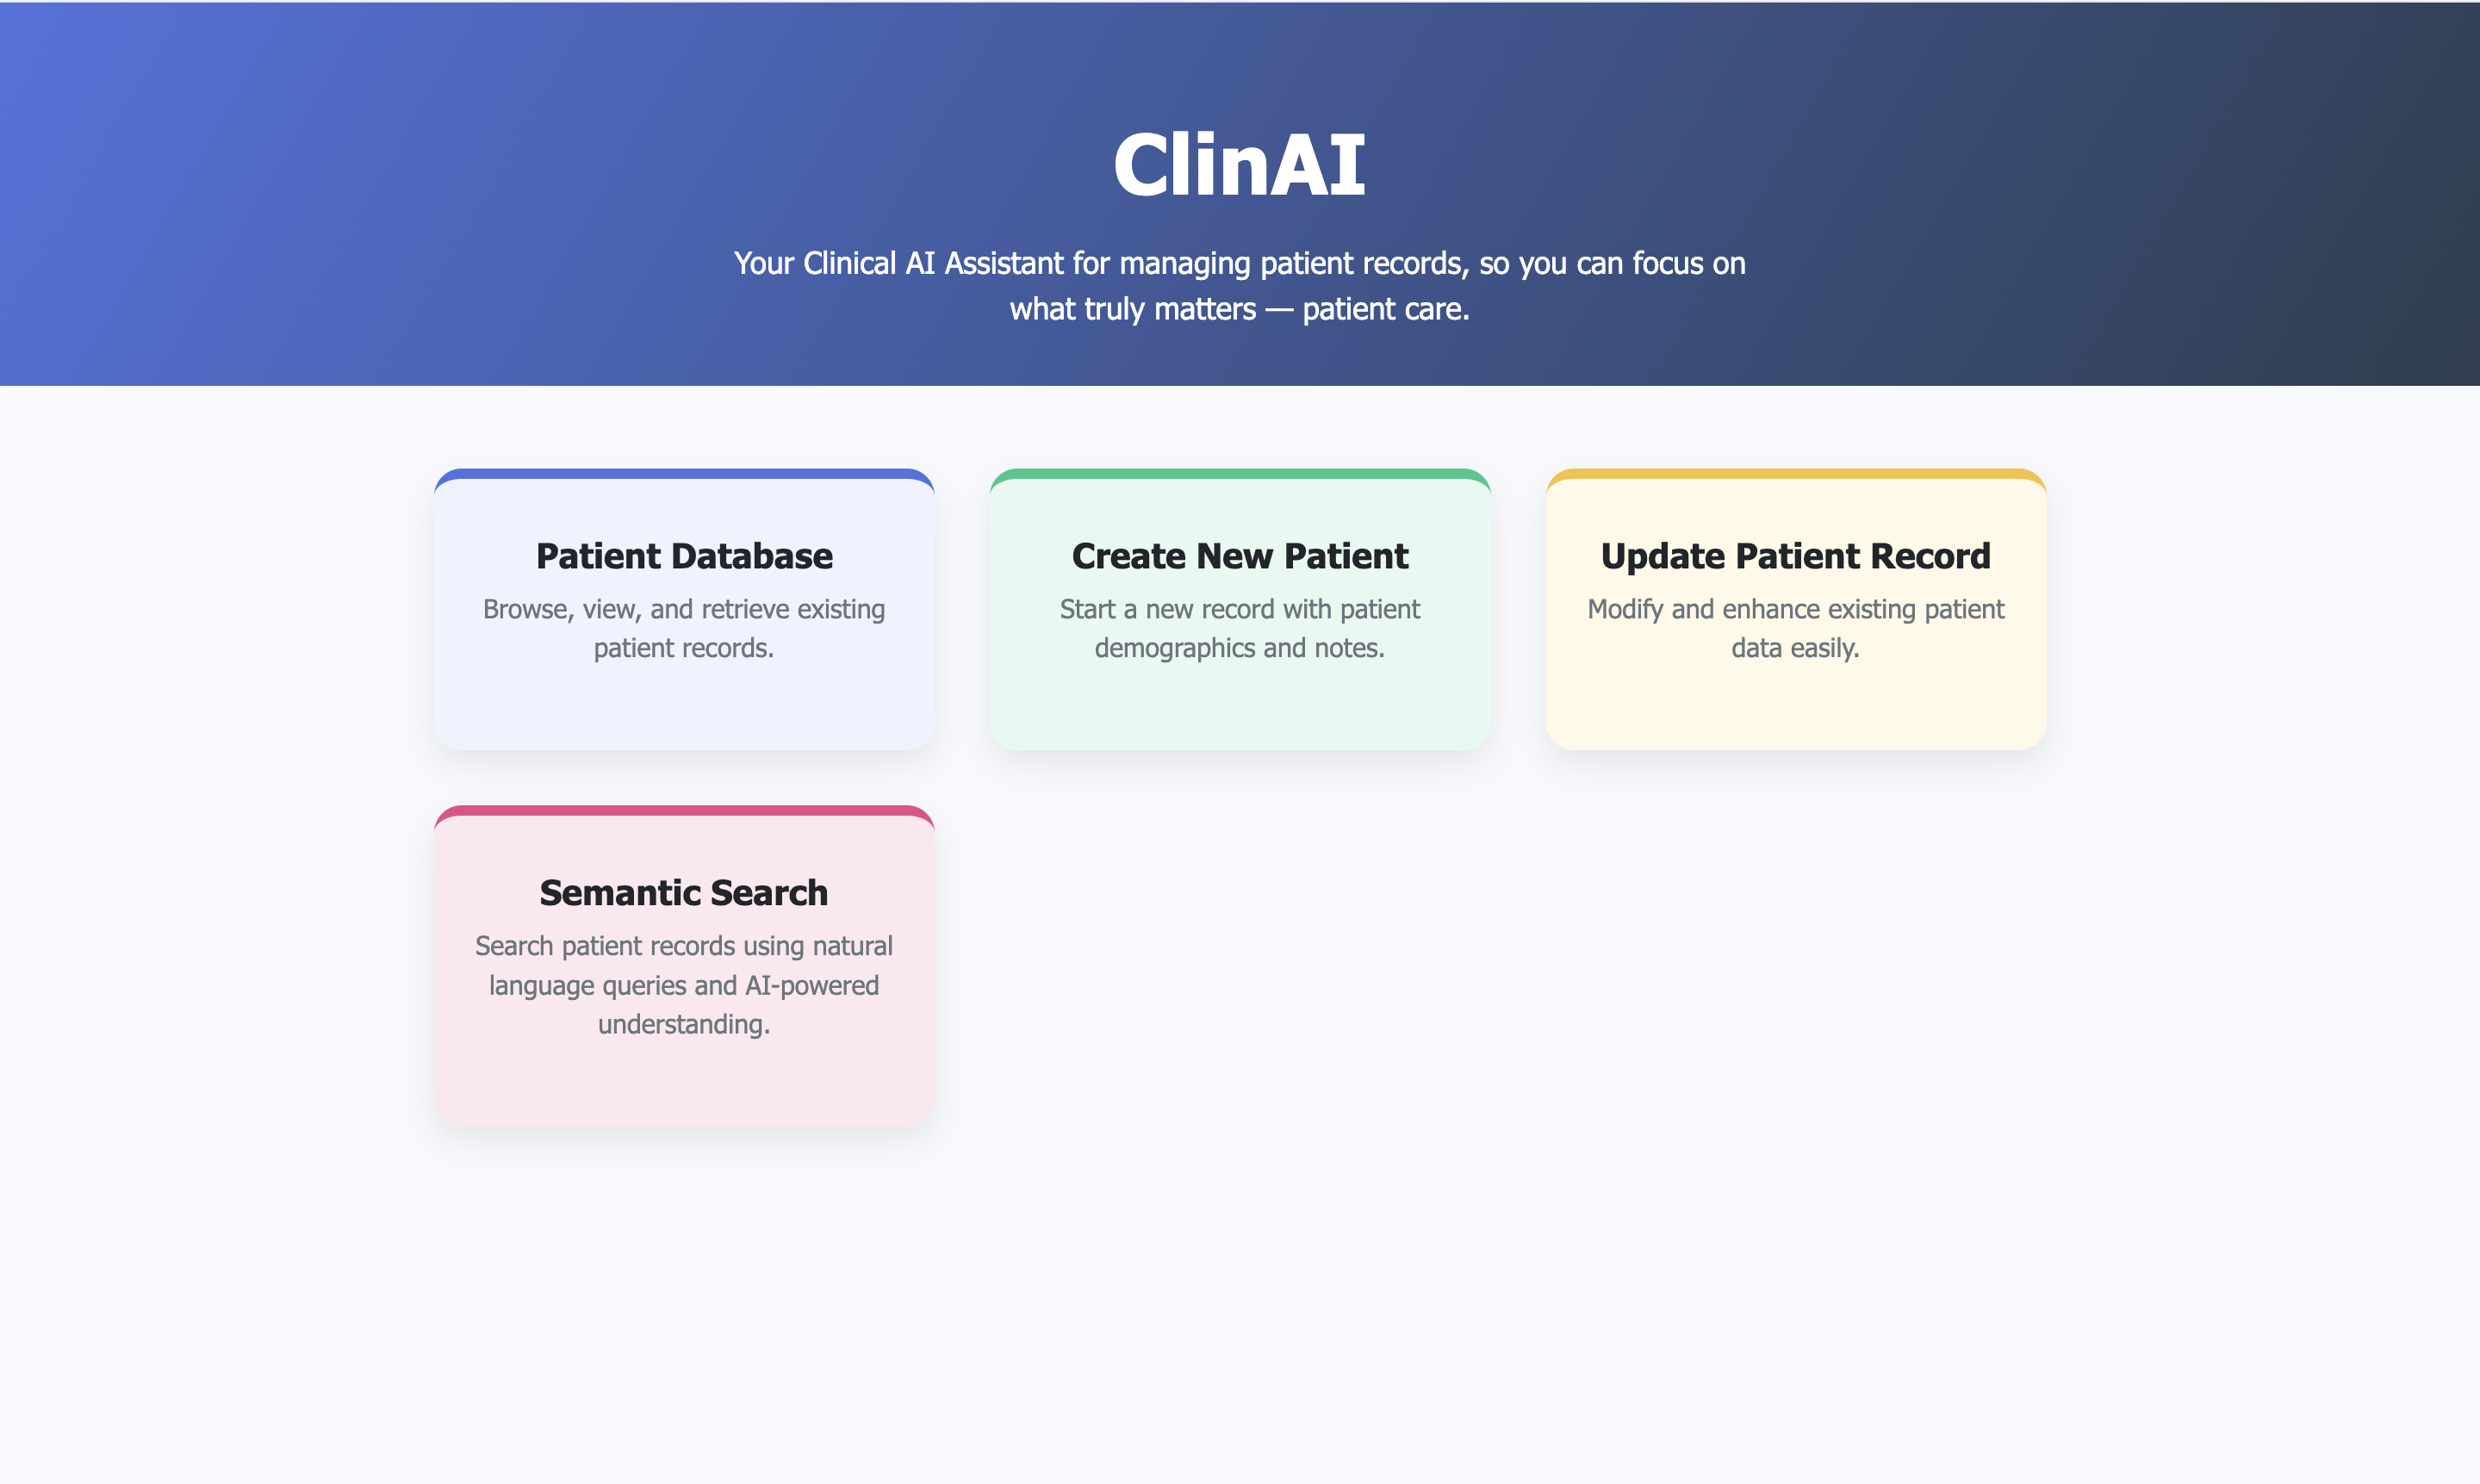 ClinAI
Your Clinical AI Assistant for managing patient records, so you can focus on
what truly matters — patient care.
Patient Database
Browse, view, and retrieve existing
patient records.
Create New Patient
Start a new record with patient
demographics and notes.
Update Patient Record
Modify and enhance existing patient
data easily.
Semantic Search
Search patient records using natural
language queries and AI-powered
understanding.